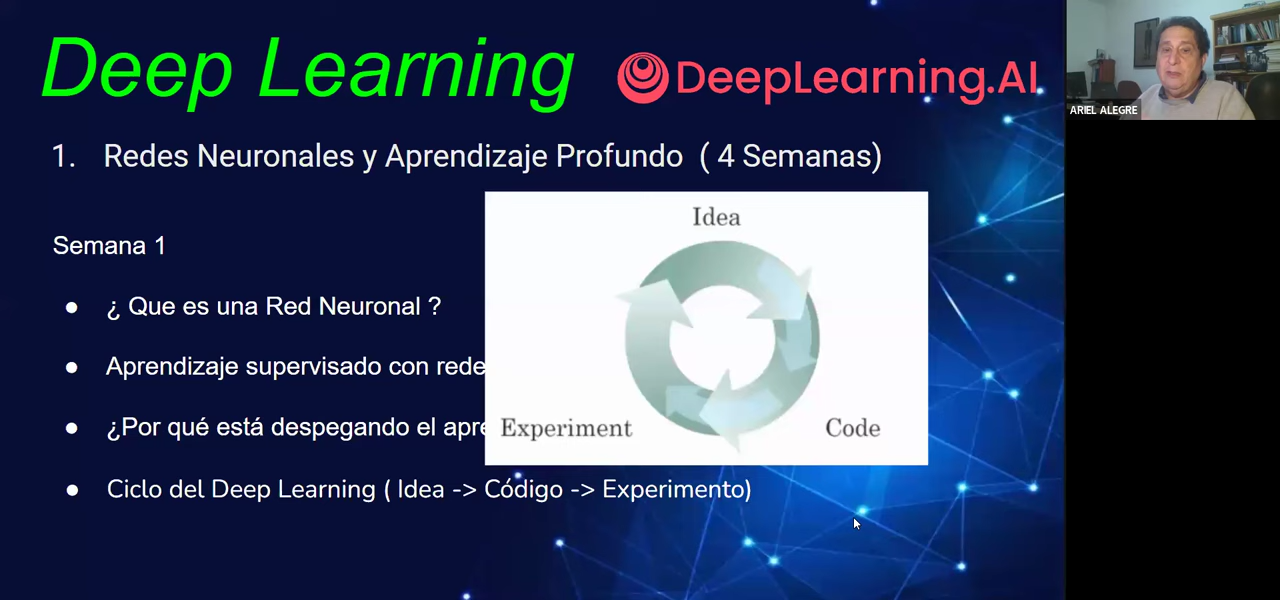 Deep Learning
DeepLearning.AI
ARIEL ALEGRE
1. Redes Neuronales y Aprendizaje Profundo ( 4 Semanas)
Idea
Semana 1
¿ Que es una Red Neuronal ?
Aprendizaje supervisado con rede
¿Por qué está despegando el apre
Experiment
Code
Ciclo del Deep Learning ( Idea -> Código -> Experimento)